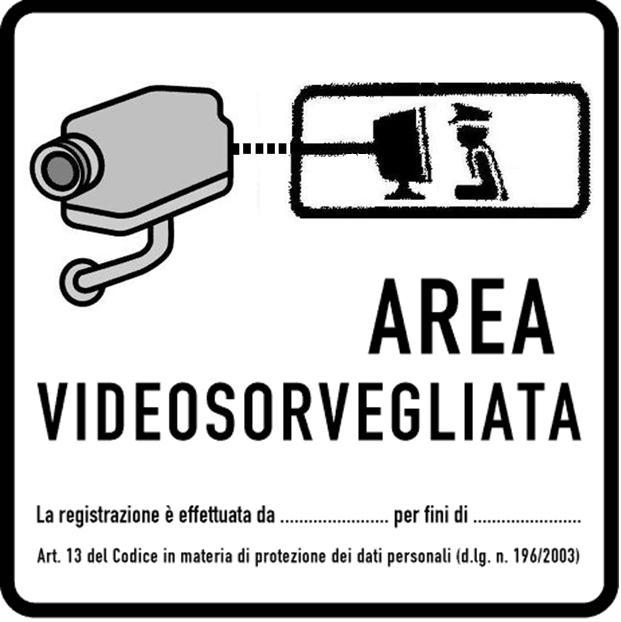 AREA
VIDEOSORVEGLIATA
La registrazione è effettuata da ....................... per fini di .......................
Art. 13 del Codice in materia di protezione dei dati personali (d.lg. n. 196/2003)